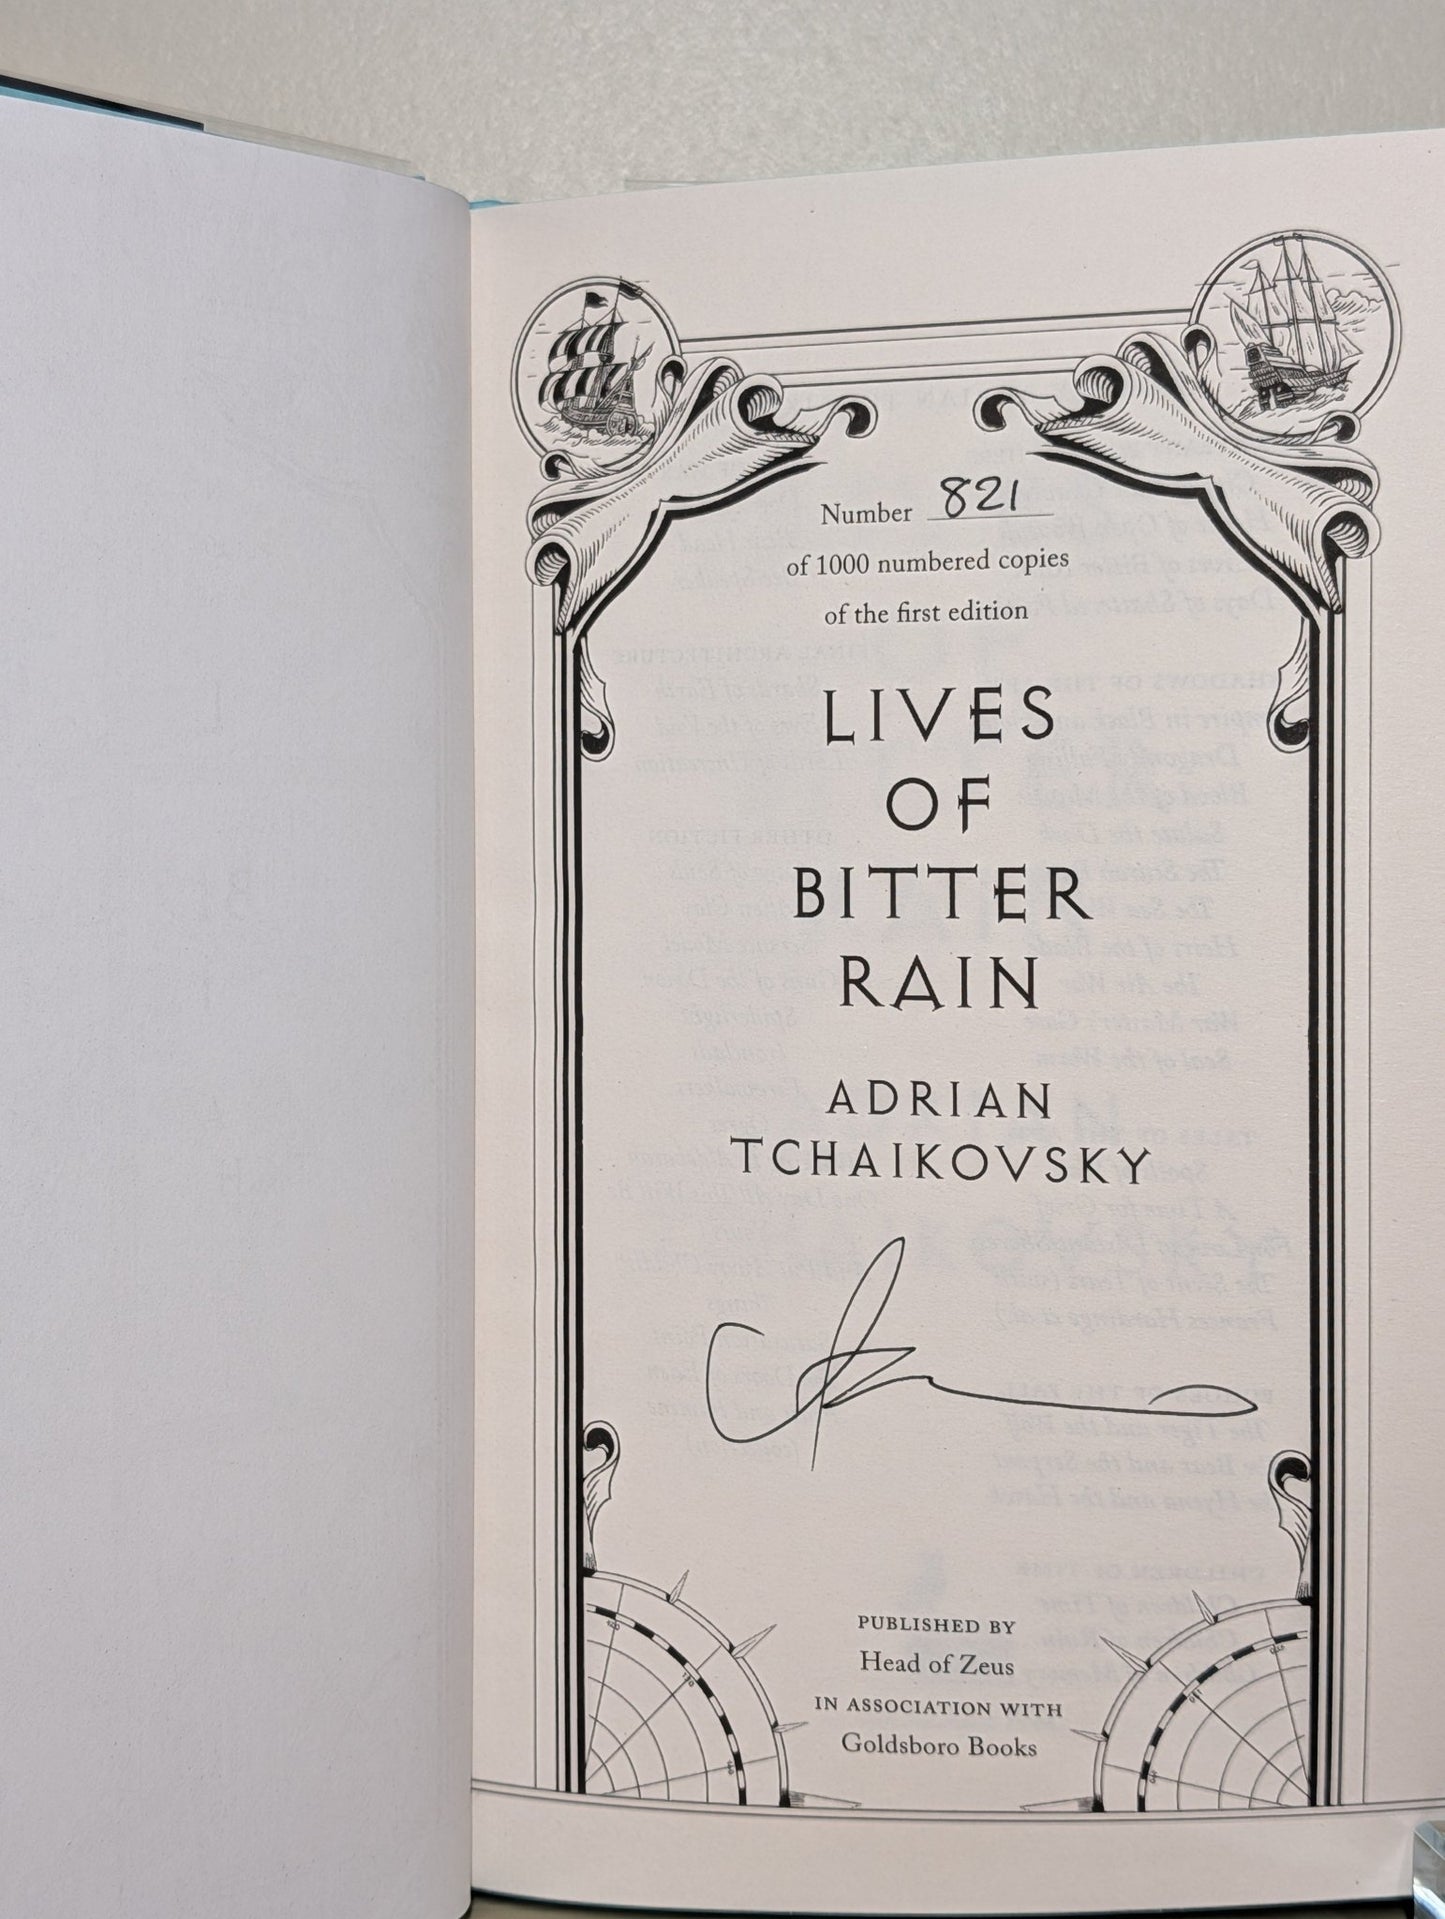 Number 821
of 1000 numbered copies
of the first edition
LIVES
OF
BITTER
RAIN
ADRIAN
TCHAIKOVSKY
PUBLISHED BY
Head of Zeus
IN ASSOCIATION WITH
Goldsboro Books